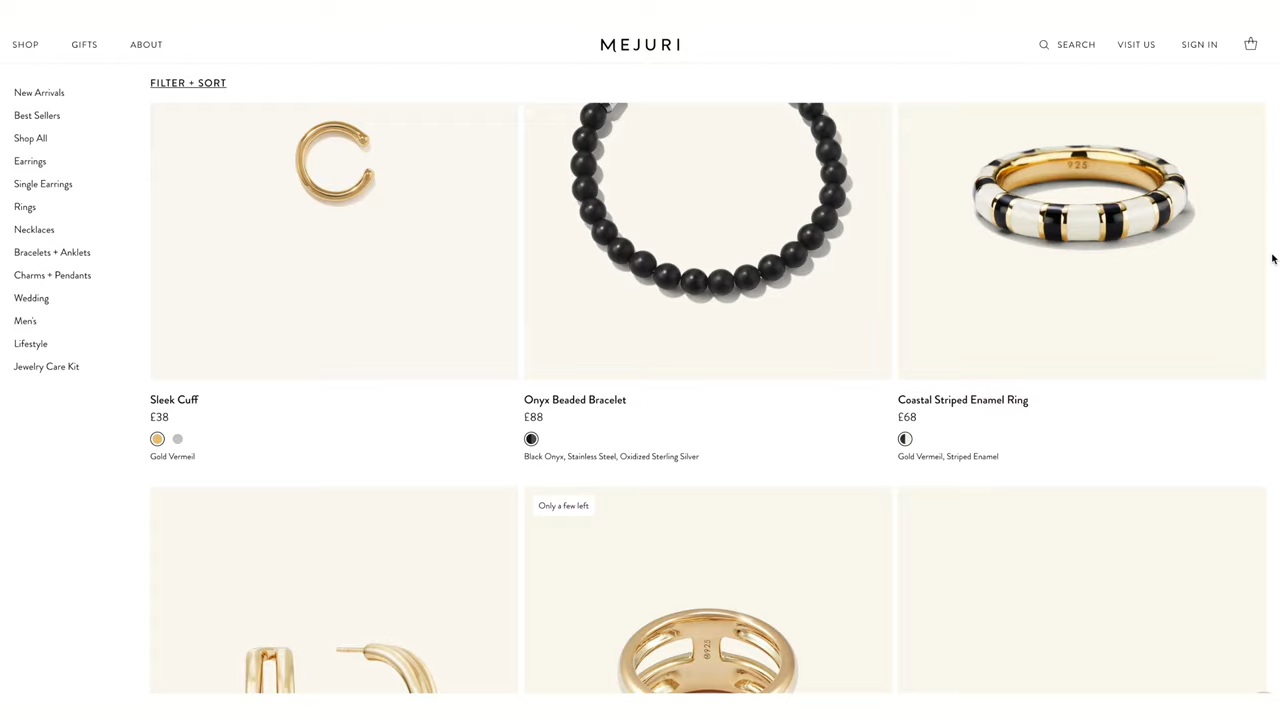 SHOP GIFTS ABOUT MEJURI SEARCH VISIT US SIGN IN
FILTER + SORT
New Arrivals
Best Sellers
Shop All
Earrings
Single Earrings
Rings
Necklaces
Bracelets + Anklets
Charms + Pendants
Wedding
Men's
Lifestyle
Jewelry Care Kit
925
Sleek Cuff
£38
Gold Vermeil
Onyx Beaded Bracelet
£88
Black Onyx, Stainless Steel, Oxidized Sterling Silver
Coastal Striped Enamel Ring
£68
Gold Vermeil, Striped Enamel
Only a few left
925